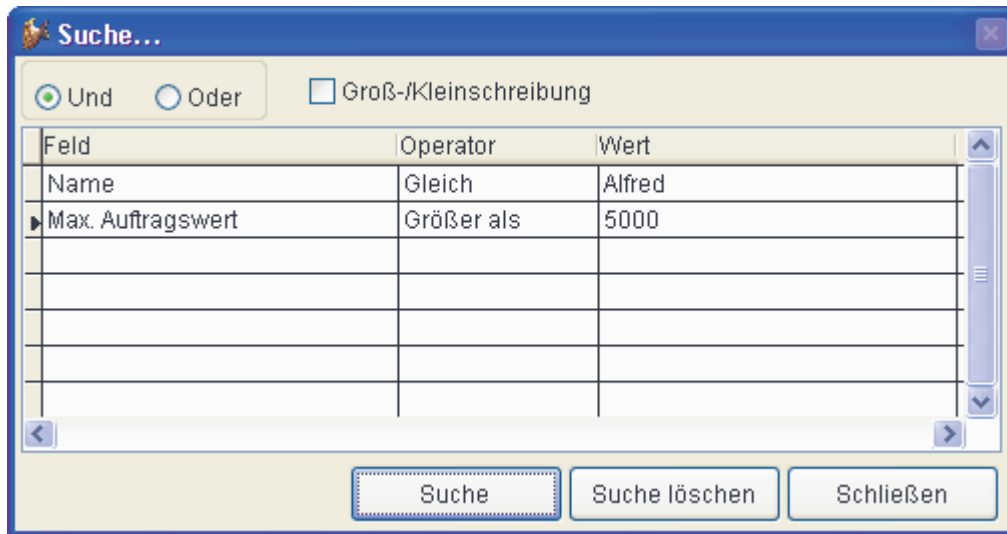 Suche...
Und Oder Groß-/Kleinschreibung
Feld Operator Wert
Name Gleich Alfred
Max. Auftragswert Größer als 5000
Suche Suche löschen Schließen